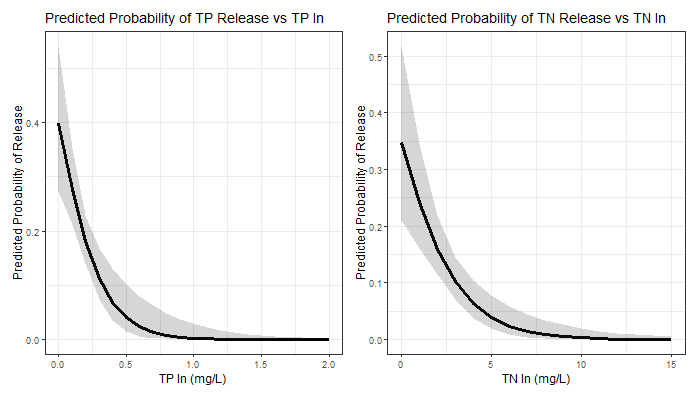 Predicted Probability of TP Release vs TP In
Predicted Probability of Release
0.4
0.2
0.0
0.0 0.5 1.0 1.5 2.0
TP In (mg/L)
Predicted Probability of TN Release vs TN In
Predicted Probability of Release
0.5
0.4
0.3
0.2
0.1
0.0
0 5 10 15
TN In (mg/L)